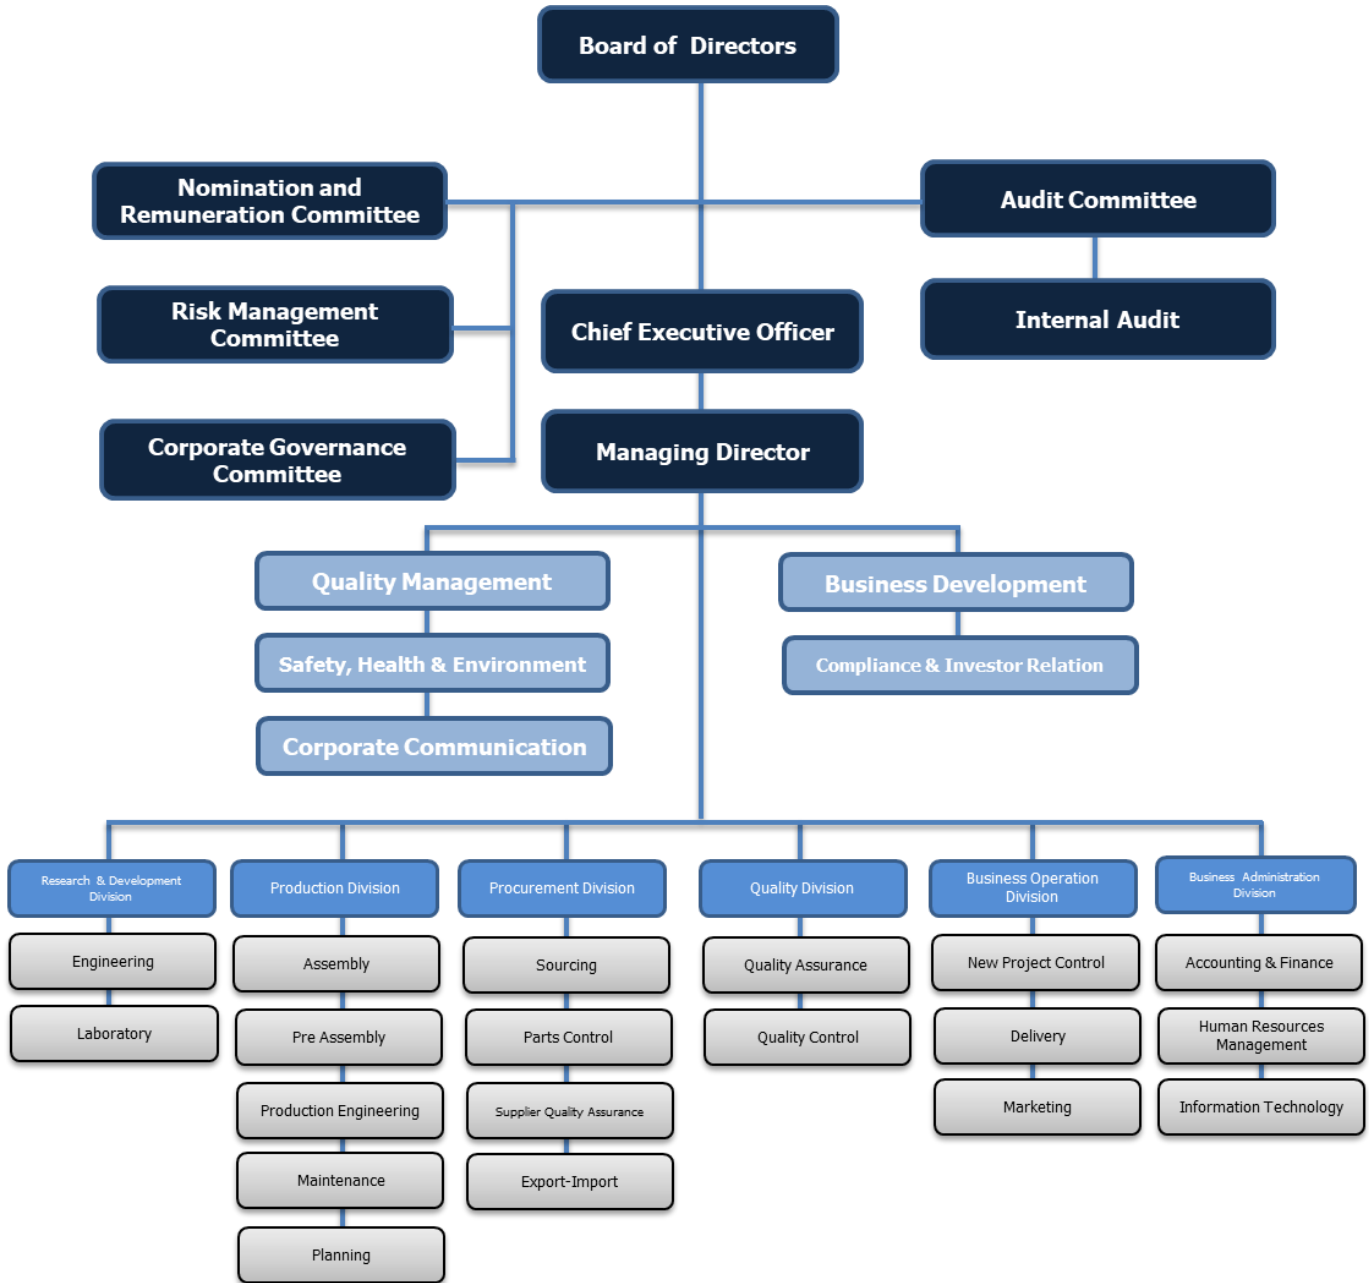 Board of Directors
Nomination and
Remuneration Committee
Audit Committee
Risk Management
Committee
Chief Executive Officer
Internal Audit
Corporate Governance
Committee
Managing Director
Quality Management
Business Development
Safety, Health & Environment
Compliance & Investor Relation
Corporate Communication
Research & Development
Division
Production Division
Procurement Division
Quality Division
Business Operation
Division
Business Administration
Division
Engineering
Assembly
Sourcing
Quality Assurance
New Project Control
Accounting & Finance
Laboratory
Pre Assembly
Parts Control
Quality Control
Delivery
Human Resources
Management
Production Engineering
Supplier Quality Assurance
Marketing
Information Technology
Maintenance
Export-Import
Planning